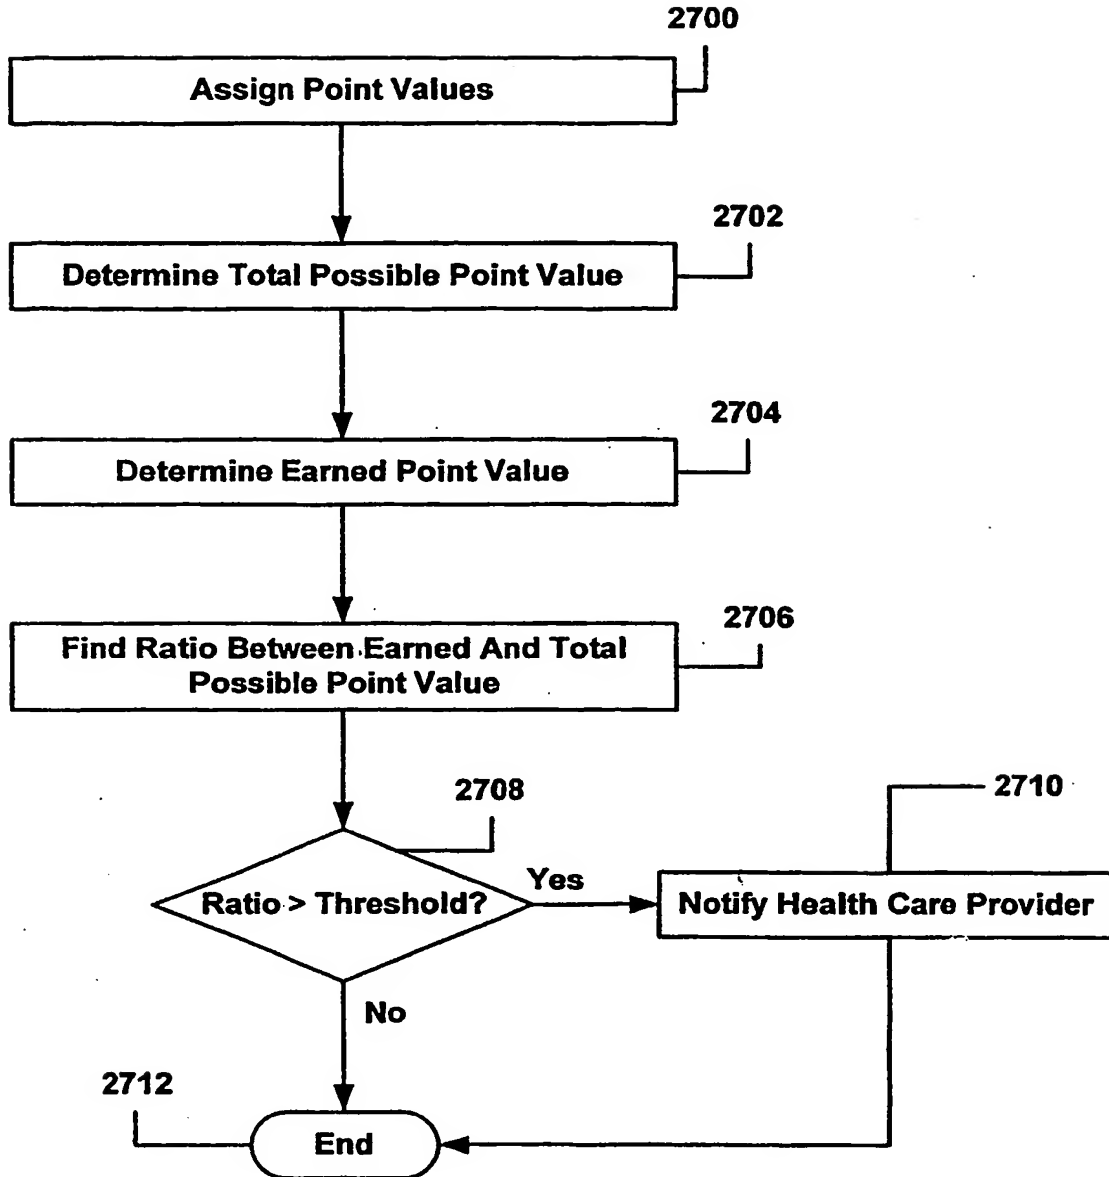 2700
Assign Point Values
2702
Determine Total Possible Point Value
2704
Determine Earned Point Value
2706
Find Ratio Between Earned And Total
Possible Point Value
2708
2710
Ratio > Threshold?
Yes
Notify Health Care Provider
No
2712
End